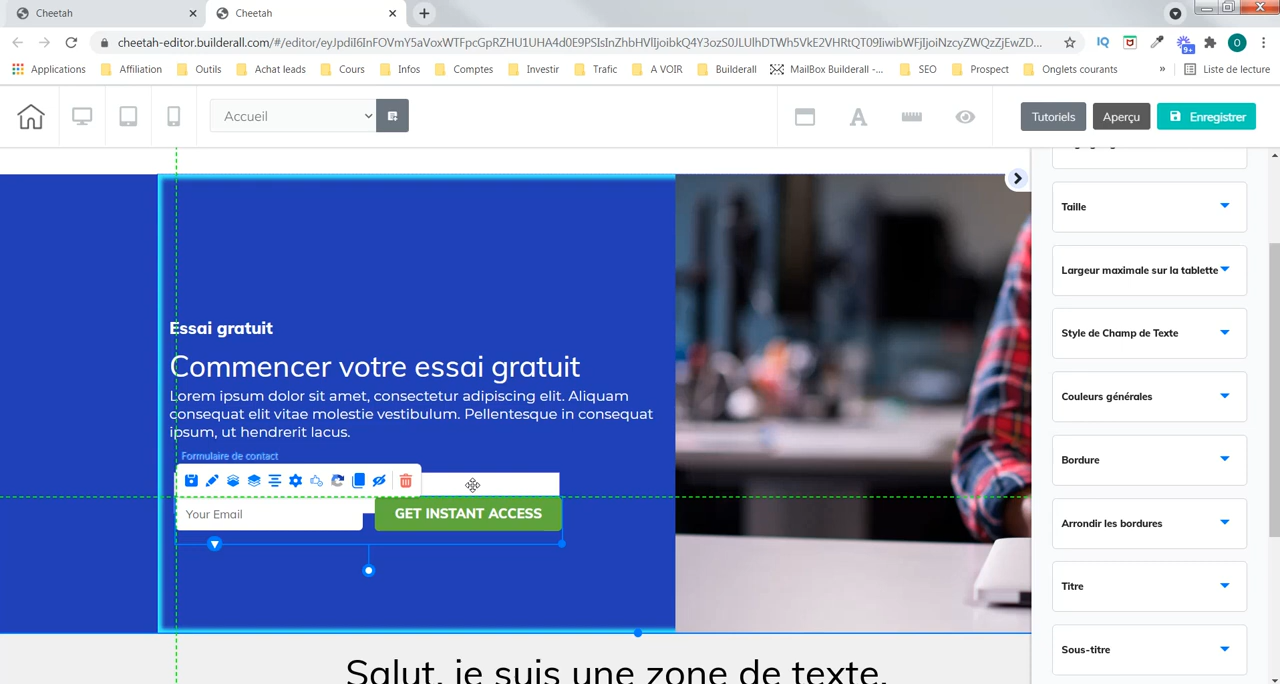 Cheetah
Cheetah
cheetah-editor.builderall.com/#/editor/
Applications
Affiliation
Outils
Achat leads
Cours
Infos
Comptes
Investir
Trafic
A VOIR
Builderall
MailBox Builderall -...
SEO
Prospect
Onglets courants
»
Liste de lecture
Accueil
Tutoriels
Aperçu
Enregistrer
Taille
Largeur maximale sur la tablette
Style de Champ de Texte
Couleurs générales
Bordure
Arrondir les bordures
Titre
Sous-titre
Essai gratuit
Commencer votre essai gratuit
Lorem ipsum dolor sit amet, consectetur adipiscing elit. Aliquam
consequat elit vitae molestie vestibulum. Pellentesque in consequat
ipsum, ut hendrerit lacus.
Formulaire de contact
Your Email
GET INSTANT ACCESS
Salut, je suis une zone de texte.